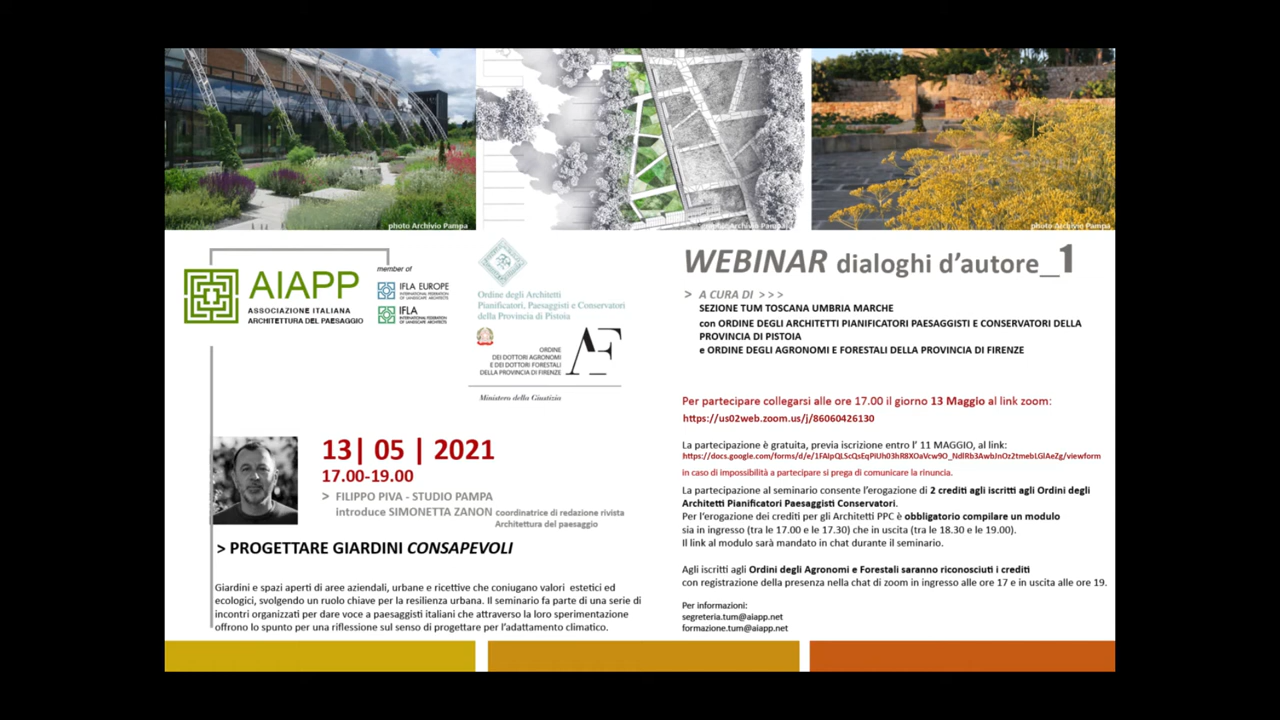 photo Archivio Pampa
photo Archivio Pampa
AIAPP
ASSOCIAZIONE ITALIANA
ARCHITETTURA DEL PAESAGGIO
member of
IFLA EUROPE
INTERNATIONAL FEDERATION
OF LANDSCAPE ARCHITECTS
IFLA
INTERNATIONAL FEDERATION
OF LANDSCAPE ARCHITECTS
Ordine degli Architetti
Pianificatori, Paesaggisti e Conservatori
della Provincia di Pistoia
ORDINE
DEI DOTTORI AGRONOMI
E DEI DOTTORI FORESTALI
DELLA PROVINCIA DI FIRENZE
AF
Ministero della Giustizia
13| 05 | 2021
17.00-19.00
> FILIPPO PIVA - STUDIO PAMPA
introduce SIMONETTA ZANON coordinatrice di redazione rivista
Architettura del paesaggio
> PROGETTARE GIARDINI CONSAPEVOLI
Giardini e spazi aperti di aree aziendali, urbane e ricettive che coniugano valori estetici ed
ecologici, svolgendo un ruolo chiave per la resilienza urbana. Il seminario fa parte di una serie di
incontri organizzati per dare voce a paesaggisti italiani che attraverso la loro sperimentazione
offrono lo spunto per una riflessione sul senso di progettare per l'adattamento climatico.
WEBINAR dialoghi d'autore_1
> A CURA DI > > >
SEZIONE TUM TOSCANA UMBRIA MARCHE
con ORDINE DEGLI ARCHITETTI PIANIFICATORI PAESAGGISTI E CONSERVATORI DELLA
PROVINCIA DI PISTOIA
e ORDINE DEGLI AGRONOMI E FORESTALI DELLA PROVINCIA DI FIRENZE
Per partecipare collegarsi alle ore 17.00 il giorno 13 Maggio al link zoom:
https://us02web.zoom.us/j/86060426130
La partecipazione è gratuita, previa iscrizione entro l' 11 MAGGIO, al link:
in caso di impossibilità a partecipare si prega di comunicare la rinuncia.
La partecipazione al seminario consente l'erogazione di 2 crediti agli iscritti agli Ordini degli
Architetti Pianificatori Paesaggisti Conservatori.
Per l'erogazione dei crediti per gli Architetti PPC è obbligatorio compilare un modulo
sia in ingresso (tra le 17.00 e le 17.30) che in uscita (tra le 18.30 e le 19.00).
Il link al modulo sarà mandato in chat durante il seminario.
Agli iscritti agli Ordini degli Agronomi e Forestali saranno riconosciuti i crediti
con registrazione della presenza nella chat di zoom in ingresso alle ore 17 e in uscita alle ore 19.
Per informazioni:
segreteria.tum@aiapp.net
formazione.tum@aiapp.net